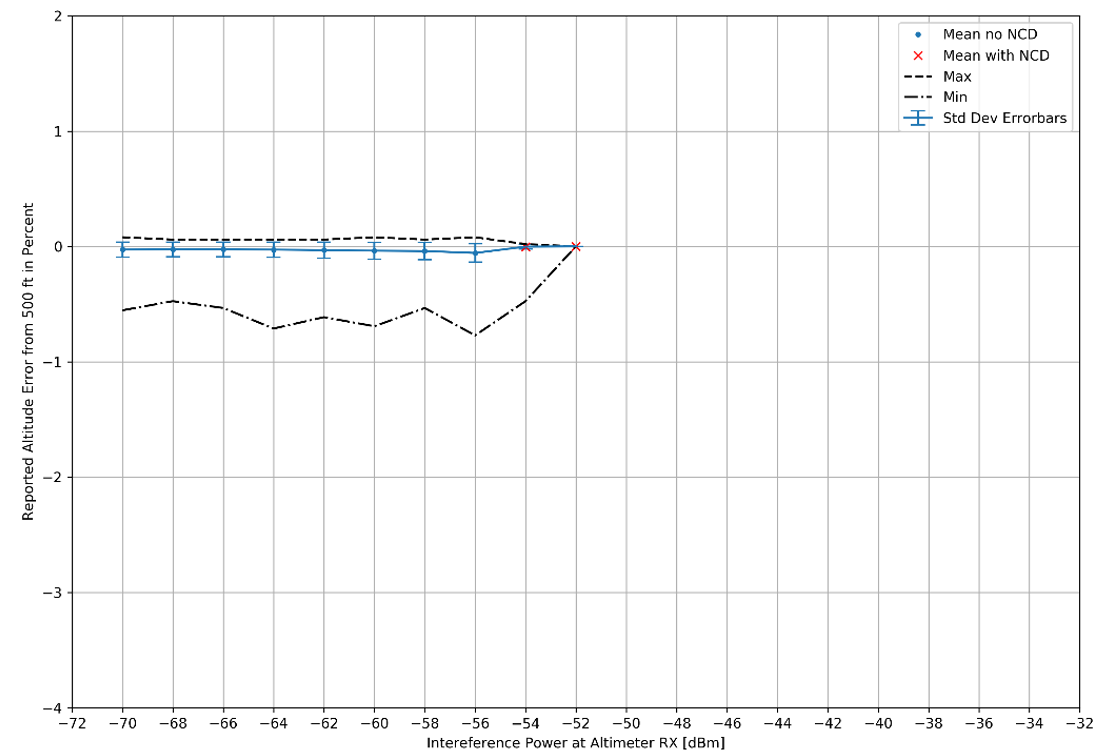 2
1
0
−1
−2
−3
−4
Reported Altitude Error from 500 ft in Percent
Mean no NCD
Mean with NCD
Max
Min
Std Dev Errorbars
−72 −70 −68 −66 −64 −62 −60 −58 −56 −54 −52 −50 −48 −46 −44 −42 −40 −38 −36 −34 −32
Intereference Power at Altimeter RX [dBm]